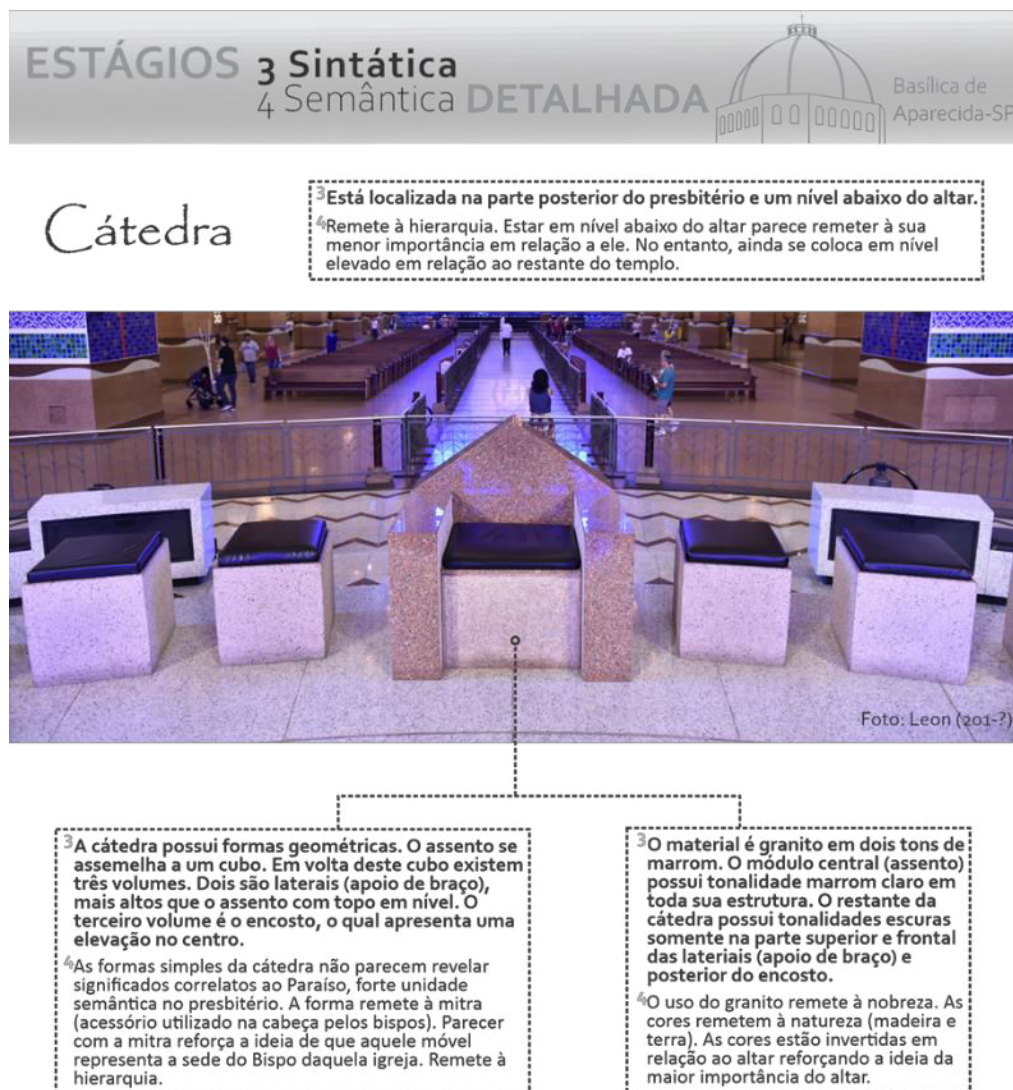 ESTÁGIOS 3 Sintática
4 Semântica DETALHADA
Basílica de
Aparecida-SP
Cátedra
3Está localizada na parte posterior do presbitério e um nível abaixo do altar.
4Remete à hierarquia. Estar em nível abaixo do altar parece remeter à sua
menor importância em relação a ele. No entanto, ainda se coloca em nível
elevado em relação ao restante do templo.
Foto: Leon (201-?)
3A cátedra possui formas geométricas. O assento se
assemelha a um cubo. Em volta deste cubo existem
três volumes. Dois são laterais (apoio de braço),
mais altos que o assento com topo em nível. O
terceiro volume é o encosto, o qual apresenta uma
elevação no centro.
4As formas simples da cátedra não parecem revelar
significados correlatos ao Paraíso, forte unidade
semântica no presbitério. A forma remete à mitra
(acessório utilizado na cabeça pelos bispos). Parecer
com a mitra reforça a ideia de que aquele móvel
representa a sede do Bispo daquela igreja. Remete à
hierarquia.
3O material é granito em dois tons de
marrom. O módulo central (assento)
possui tonalidade marrom claro em
toda sua estrutura. O restante da
cátedra possui tonalidades escuras
somente na parte superior e frontal
das lateriais (apoio de braço) e
posterior do encosto.
4O uso do granito remete à nobreza. As
cores remetem à natureza (madeira e
terra). As cores estão invertidas em
relação ao altar reforçando a ideia da
maior importância do altar.